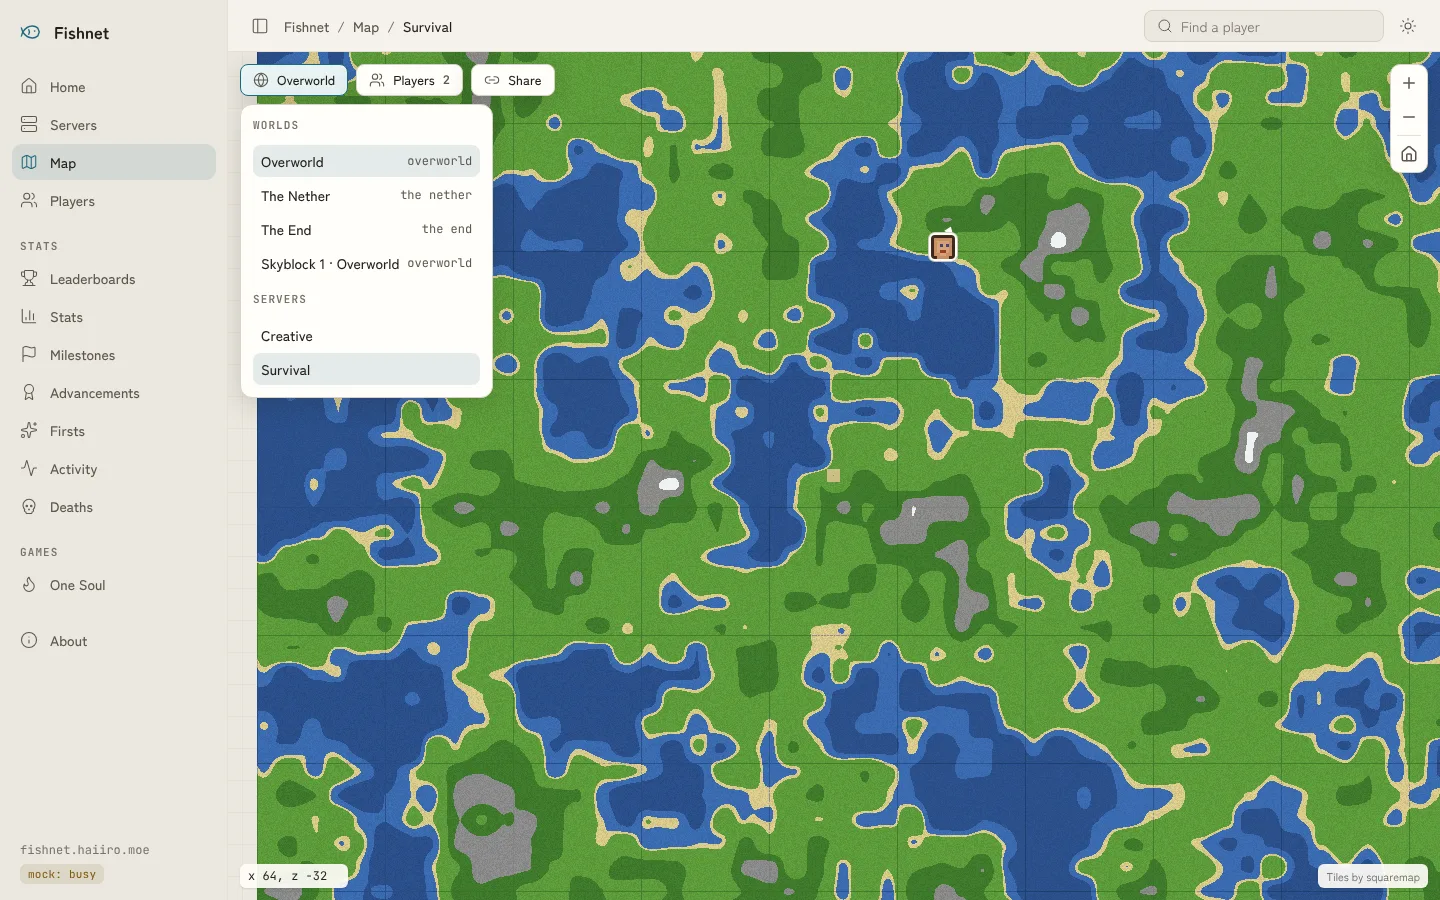 Fishnet
Fishnet / Map / Survival
Find a player
Home
Servers
Map
Players
STATS
Leaderboards
Stats
Milestones
Advancements
Firsts
Activity
Deaths
GAMES
One Soul
About
fishnet.haiiro.moe
mock: busy
Overworld
Players 2
Share
WORLDS
Overworld overworld
The Nether the nether
The End the end
Skyblock 1 · Overworld overworld
SERVERS
Creative
Survival
x 64, z -32
Tiles by squaremap